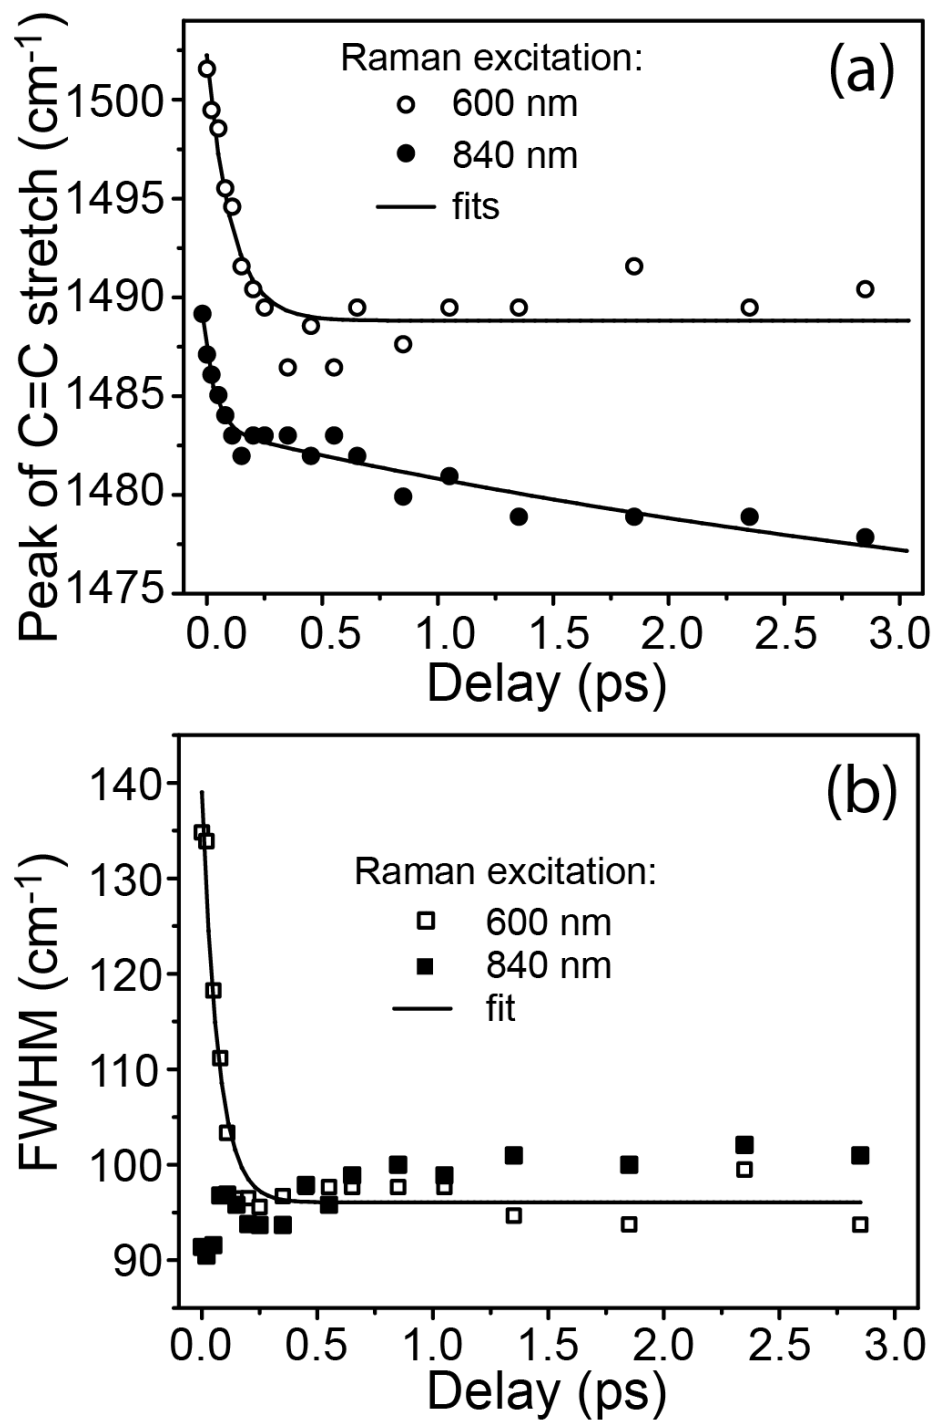 (a)
Raman excitation:
600 nm
840 nm
fits
Peak of C=C stretch (cm⁻¹)
1500
1495
1490
1485
1480
1475
0.0 0.5 1.0 1.5 2.0 2.5 3.0
Delay (ps)
(b)
Raman excitation:
600 nm
840 nm
fit
FWHM (cm⁻¹)
140
130
120
110
100
90
0.0 0.5 1.0 1.5 2.0 2.5 3.0
Delay (ps)